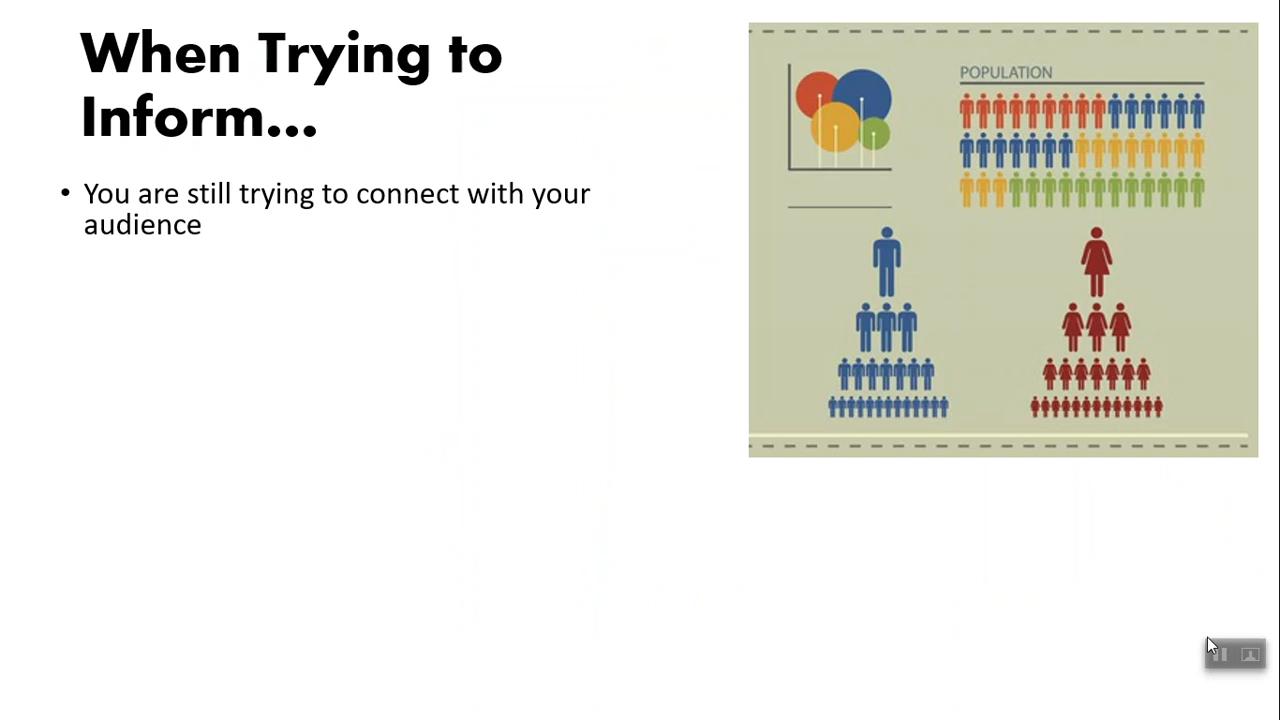 When Trying to
Inform...
• You are still trying to connect with your
audience
POPULATION